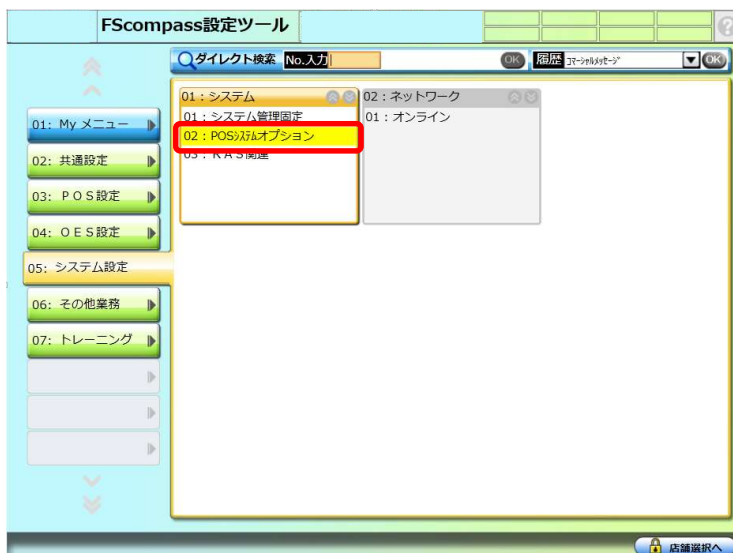 FScompass設定ツール
ダイレクト検索 No.入力 OK 履歴 コマーシャルメッセージ OK
01：システム
01：システム管理固定
02：POSｼｽﾃﾑオプション
03：ＲＡＳ関連
02：ネットワーク
01：オンライン
01: My メニュー
02: 共通設定
03: ＰＯＳ設定
04: ＯＥＳ設定
05: システム設定
06: その他業務
07: トレーニング
店舗選択へ